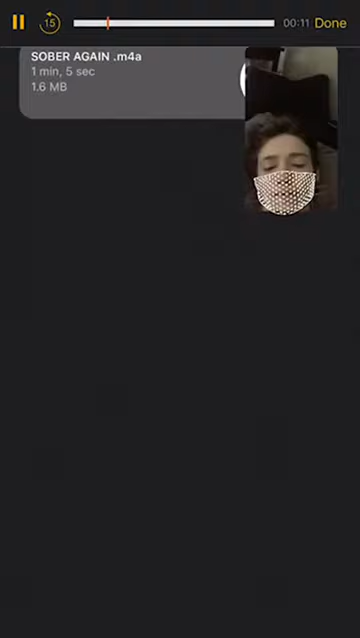 15
00:11 Done
SOBER AGAIN .m4a
1 min, 5 sec
1.6 MB